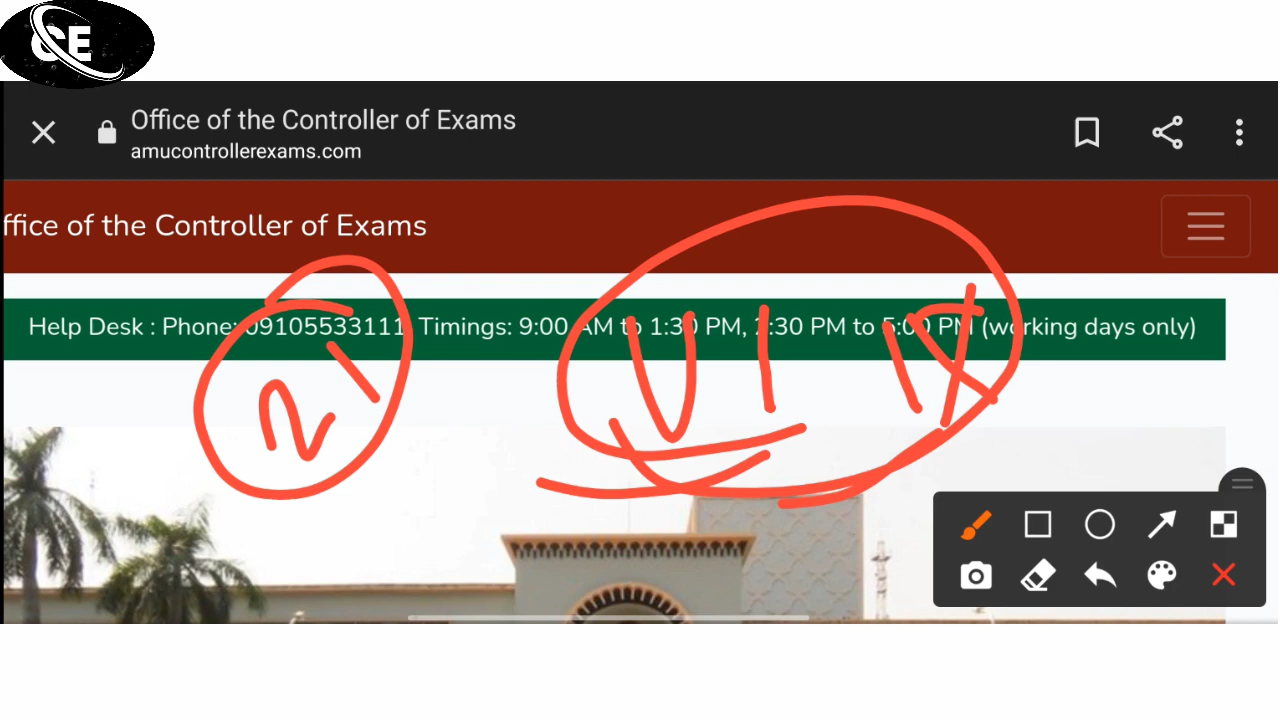 CE
Office of the Controller of Exams
amucontrollerexams.com
ffice of the Controller of Exams
Help Desk : Phone: 09105533111, Timings: 9:00 AM to 1:30 PM, 2:30 PM to 5:00 PM (working days only)
21 VI IX